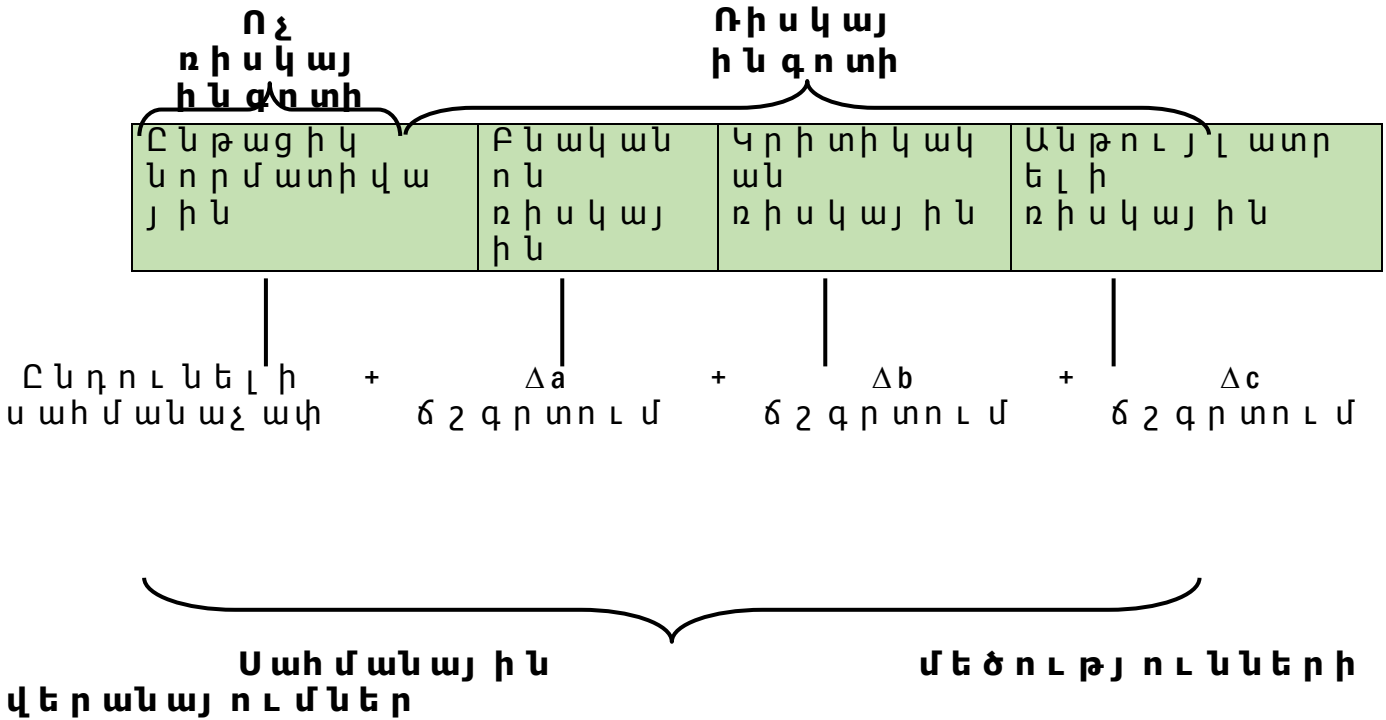 Ոչ
ռիսկայ
ին գոտի
Ռիսկայ
ին գոտի
Ընթացիկ
նորմատիվա
յին
Բնական
ոն
ռիսկայ
ին
Կրիտիկակ
ան
ռիսկային
Անթույլատր
ելի
ռիսկային
Ընդունելի + Δa + Δb + Δc
սահմանաչափ ճշգրտում ճշգրտում ճշգրտում
Սահմանային մեծությունների
վերանայումներ